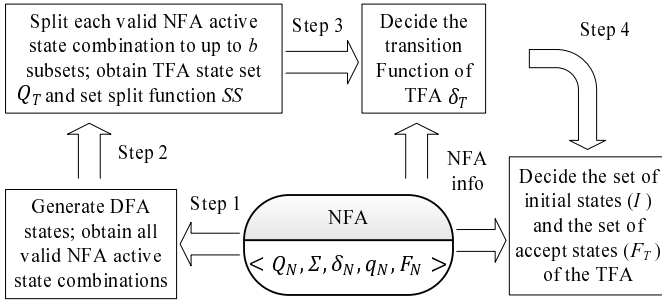 Split each valid NFA active
state combination to up to b
subsets; obtain TFA state set
Q_T and set split function SS
Step 3
Decide the
transition
Function of
TFA δ_T
Step 4
Step 2
NFA
info
Generate DFA
states; obtain all
valid NFA active
state combinations
Step 1
NFA
< Q_N, Σ, δ_N, q_N, F_N >
Decide the set of
initial states (I)
and the set of
accept states (F_T)
of the TFA